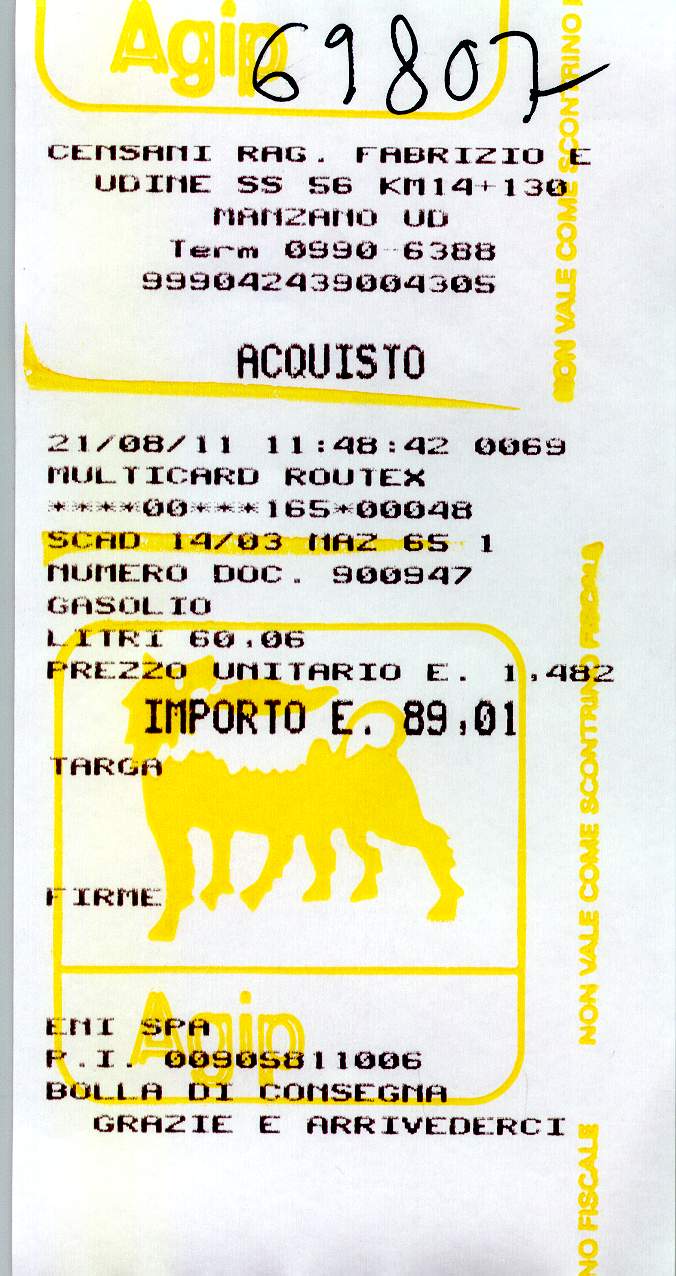 Agip
69807
CENSANI RAG. FABRIZIO E
UDINE SS 56 KM14+130
MANZANO UD
Term 0990 6388
999042439004305
ACQUISTO
21/08/11 11:48:42 0069
MULTICARD ROUTEX
****00****165*00048
SCAD 14/03 MAZ 65 1
NUMERO DOC. 900947
GASOLIO
LITRI 60,06
PREZZO UNITARIO E. 1,482
IMPORTO E. 89,01
TARGA
FIRME
Agip
ENI SPA
P.I. 00905811006
BOLLA DI CONSEGNA
GRAZIE E ARRIVEDERCI
NON VALE COME SCONTRINO
NON VALE COME SCONTRINO FISCALE
NO FISCALE